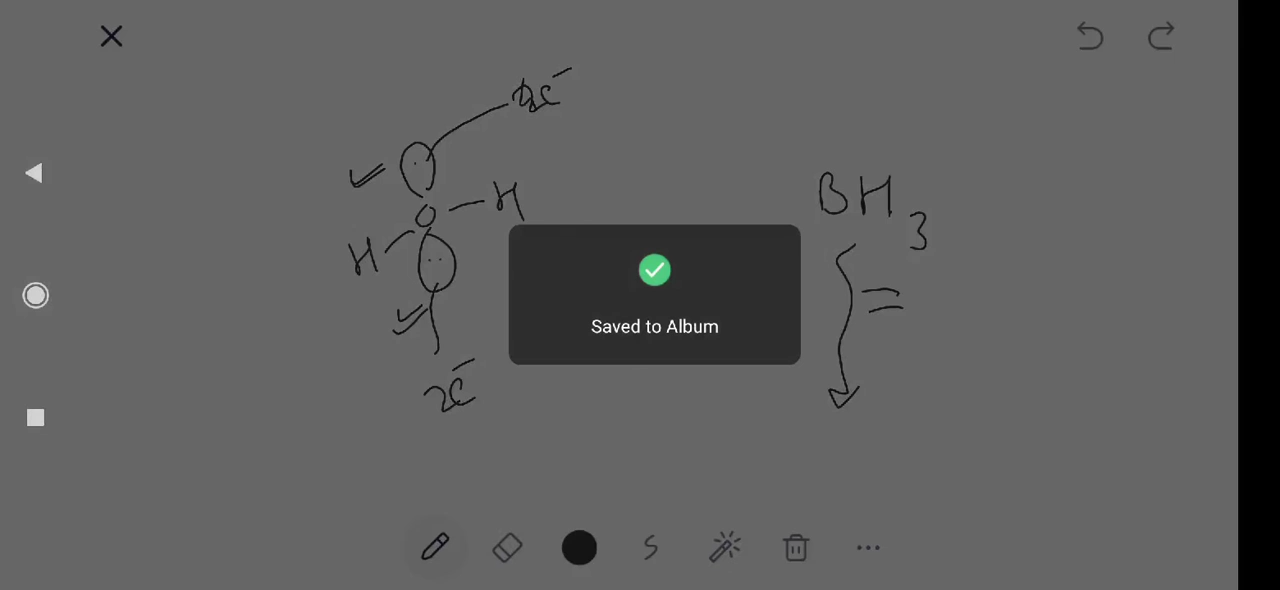 2e⁻
O
H
H
2e⁻
BH₃
=
Saved to Album